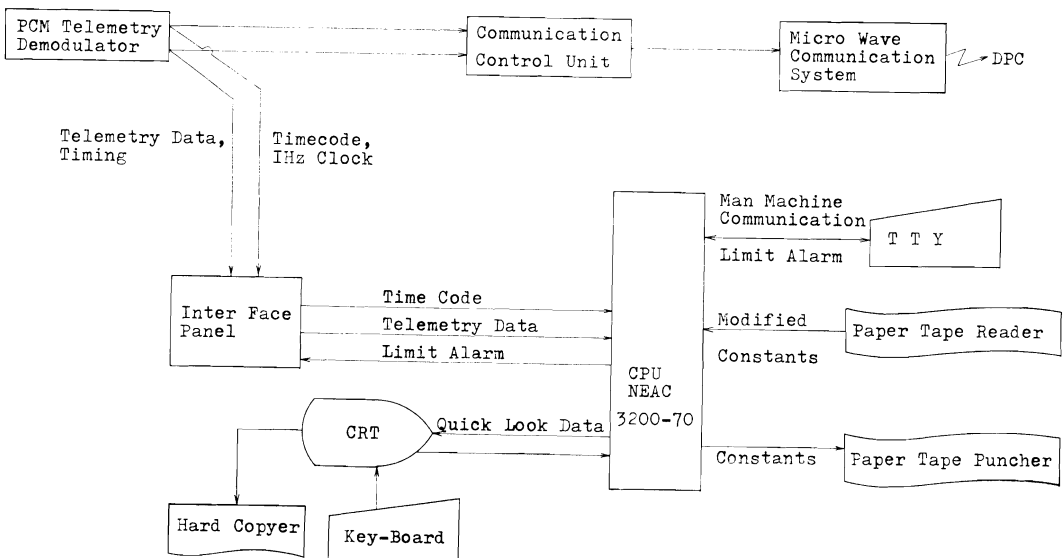 PCM Telemetry
Demodulator
Communication
Control Unit
Micro Wave
Communication
System
DPC
Telemetry Data,
Timing
Timecode,
IHz Clock
Man Machine
Communication
T T Y
Limit Alarm
Inter Face
Panel
Time Code
Telemetry Data
Limit Alarm
Modified
Constants
Paper Tape Reader
CPU
NEAC
3200-70
CRT
Quick Look Data
Constants
Paper Tape Puncher
Hard Copyer
Key-Board